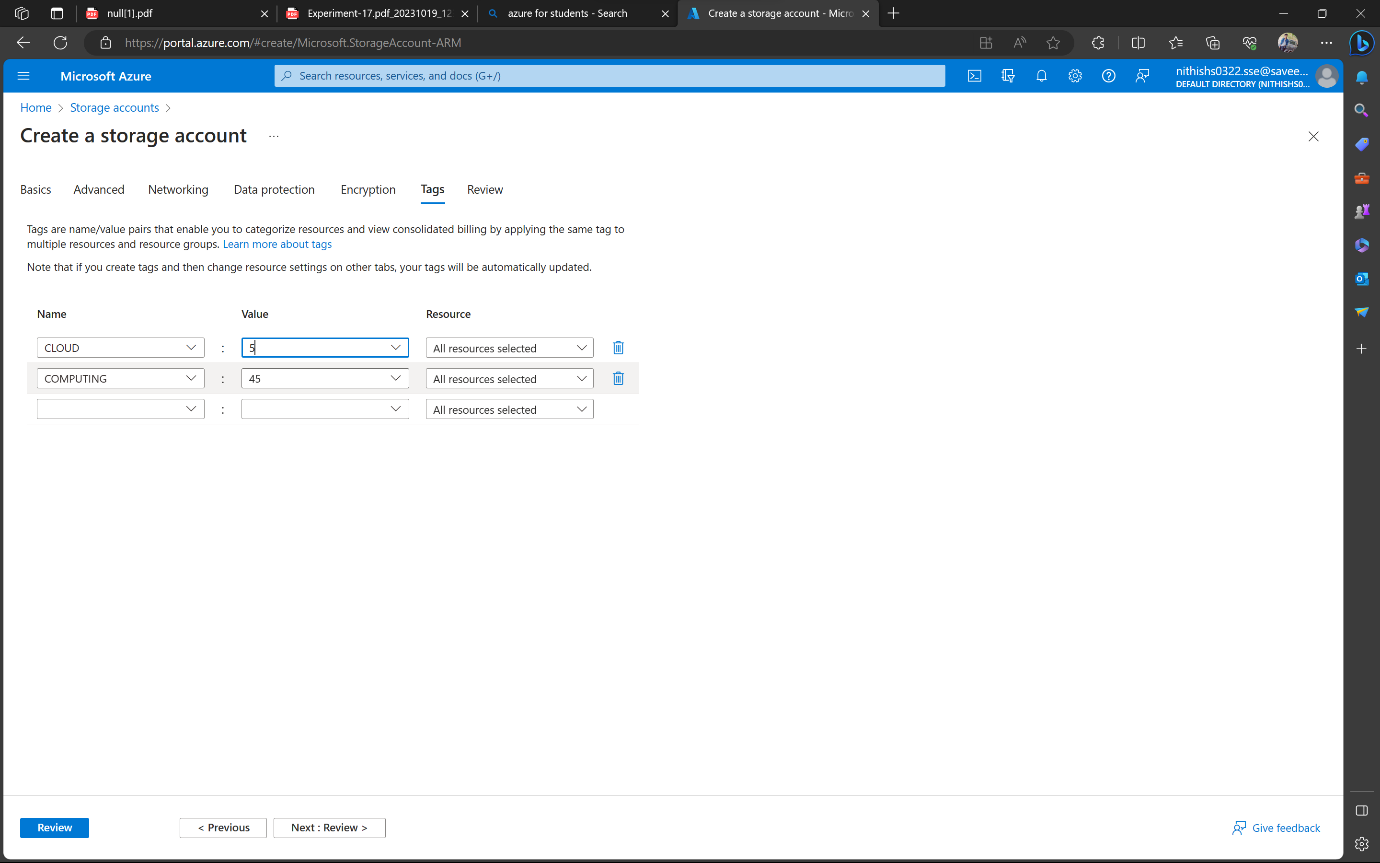 null[1].pdf
Experiment-17.pdf_20231019_12
azure for students - Search
Create a storage account - Micro
https://portal.azure.com/#create/Microsoft.StorageAccount-ARM
Microsoft Azure
Search resources, services, and docs (G+/)
nithishs0322.sse@savee...
DEFAULT DIRECTORY (NITHISHS0...
Home > Storage accounts >
Create a storage account ...
Basics Advanced Networking Data protection Encryption Tags Review
Tags are name/value pairs that enable you to categorize resources and view consolidated billing by applying the same tag to
multiple resources and resource groups. Learn more about tags
Note that if you create tags and then change resource settings on other tabs, your tags will be automatically updated.
Name Value Resource
CLOUD : 5 All resources selected
COMPUTING : 45 All resources selected
: All resources selected
Review < Previous Next : Review > Give feedback